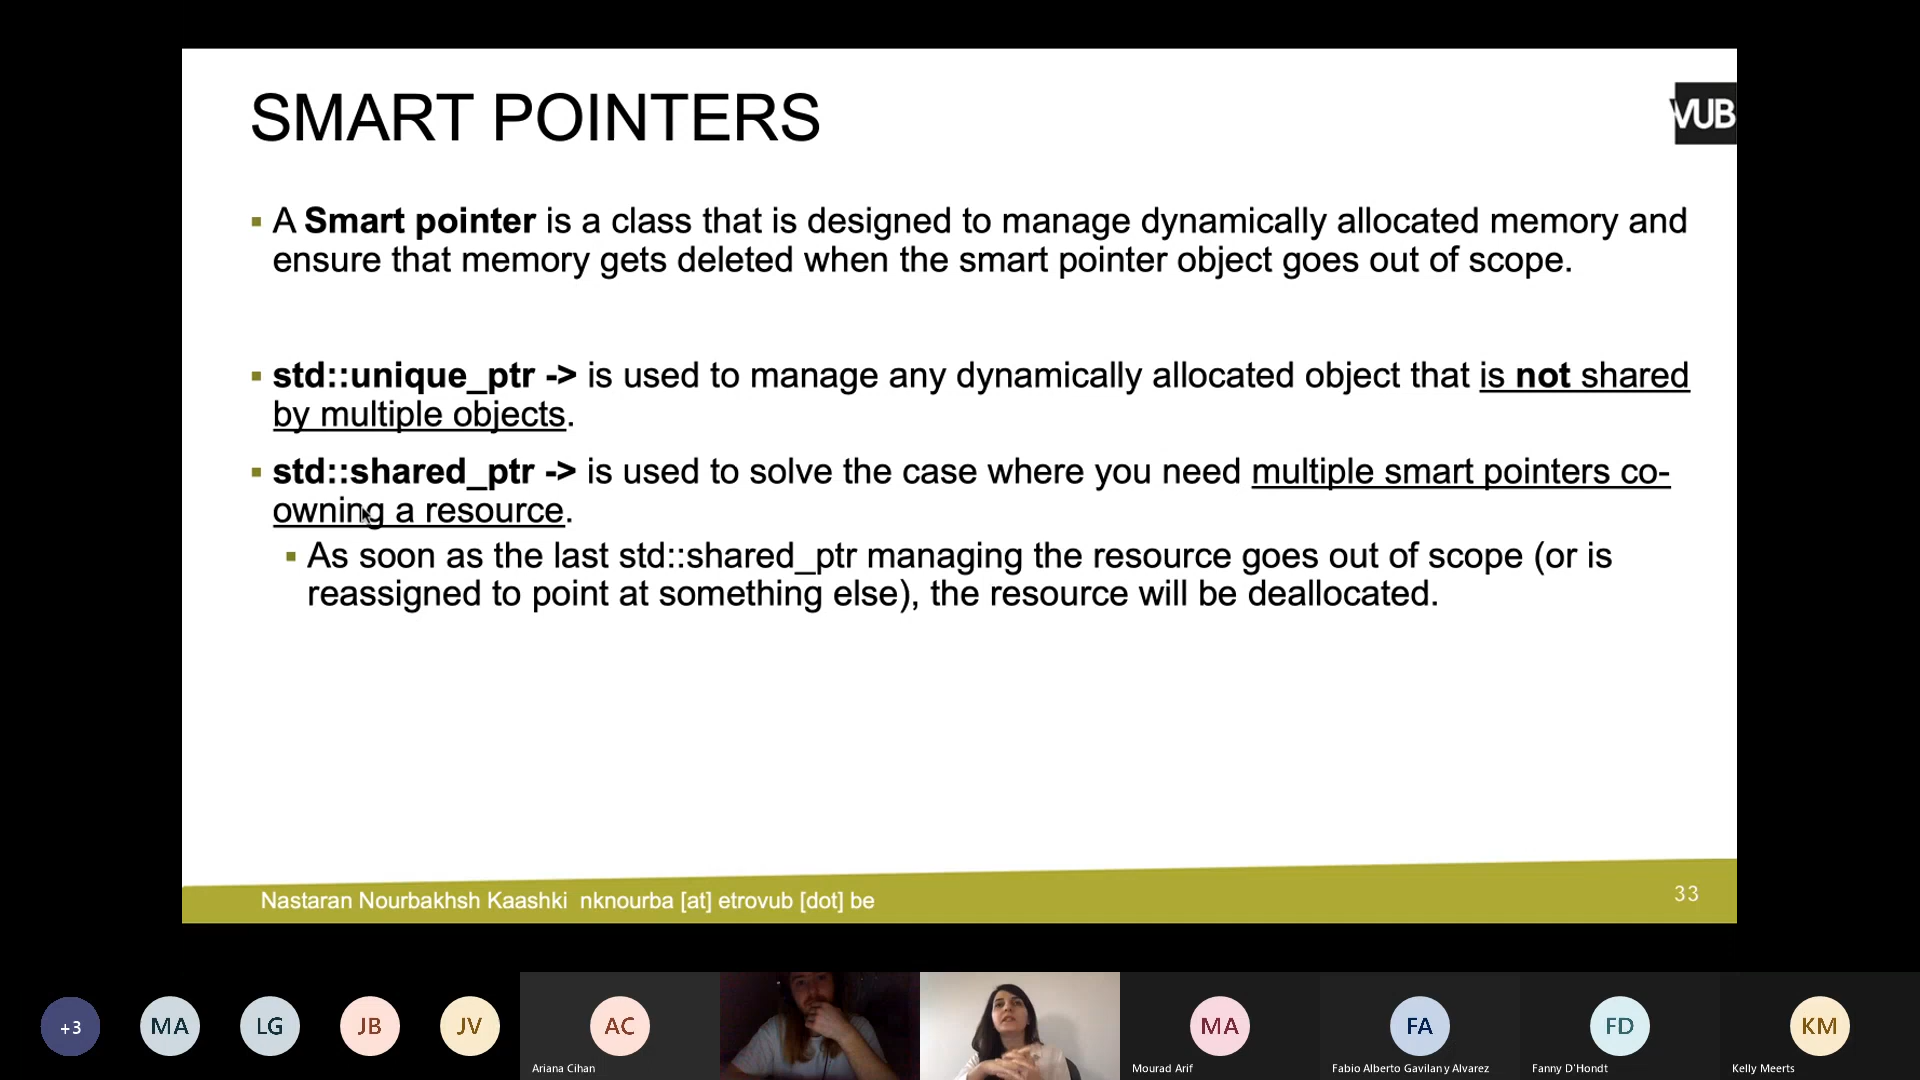 SMART POINTERS
VUB
▪ A Smart pointer is a class that is designed to manage dynamically allocated memory and
ensure that memory gets deleted when the smart pointer object goes out of scope.
▪ std::unique_ptr -> is used to manage any dynamically allocated object that is not shared
by multiple objects.
▪ std::shared_ptr -> is used to solve the case where you need multiple smart pointers co-
owning a resource.
▪ As soon as the last std::shared_ptr managing the resource goes out of scope (or is
reassigned to point at something else), the resource will be deallocated.
Nastaran Nourbakhsh Kaashki nknourba [at] etrovub [dot] be
33
+3
MA
LG
JB
JV
AC
Ariana Cihan
MA
Mourad Arif
FA
Fabio Alberto Gavilan y Alvarez
FD
Fanny D'Hondt
KM
Kelly Meerts